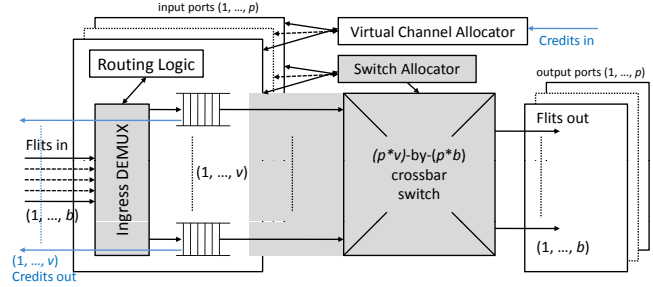 input ports (1, …, p)
Virtual Channel Allocator
Credits in
Routing Logic
Switch Allocator
output ports (1, …, p)
Flits in
Flits out
Ingress DEMUX
(1, …, v)
(p*v)-by-(p*b)
crossbar
switch
(1, …, b)
(1, …, b)
(1, …, v)
Credits out